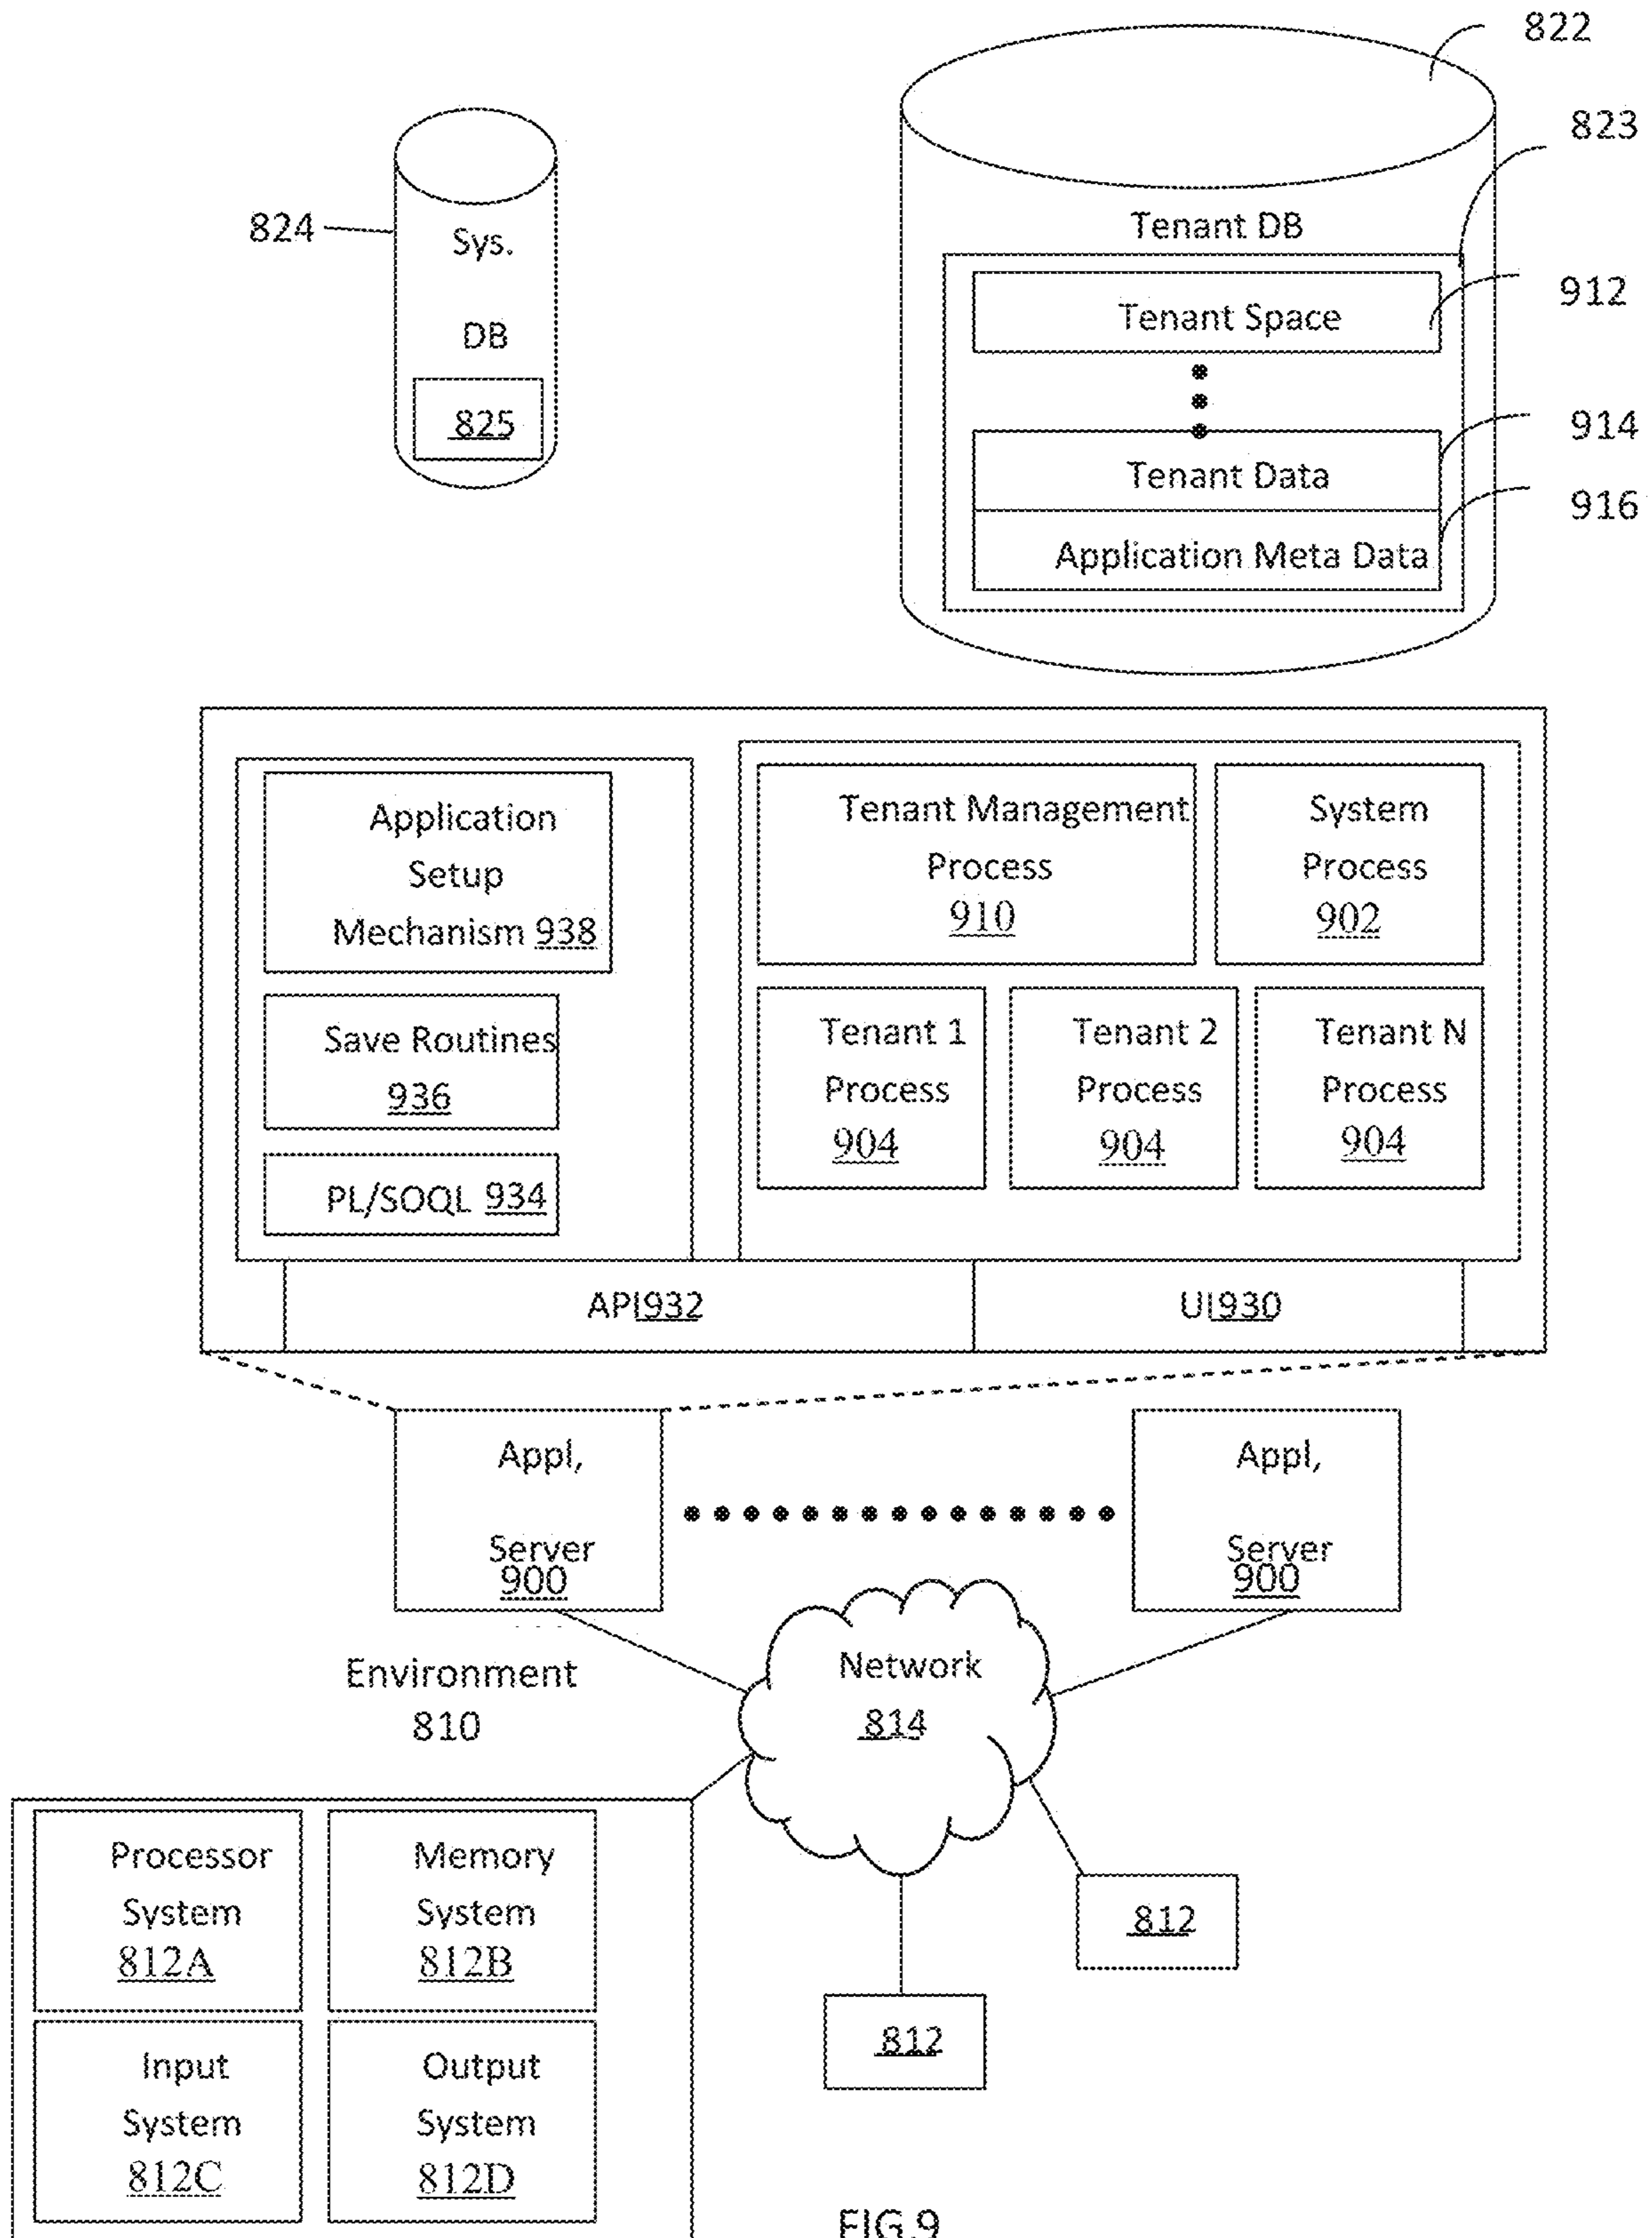 822
823
824
Sys.
DB
825
Tenant DB
Tenant Space
912
914
Tenant Data
916
Application Meta Data
Application
Setup
Mechanism 938
Save Routines
936
PL/SOQL 934
Tenant Management
Process
910
System
Process
902
Tenant 1
Process
904
Tenant 2
Process
904
Tenant N
Process
904
API932
UI930
Appl,
Server
900
Appl,
Server
900
Environment
810
Network
814
Processor
System
812A
Memory
System
812B
Input
System
812C
Output
System
812D
812
812
FIG.9